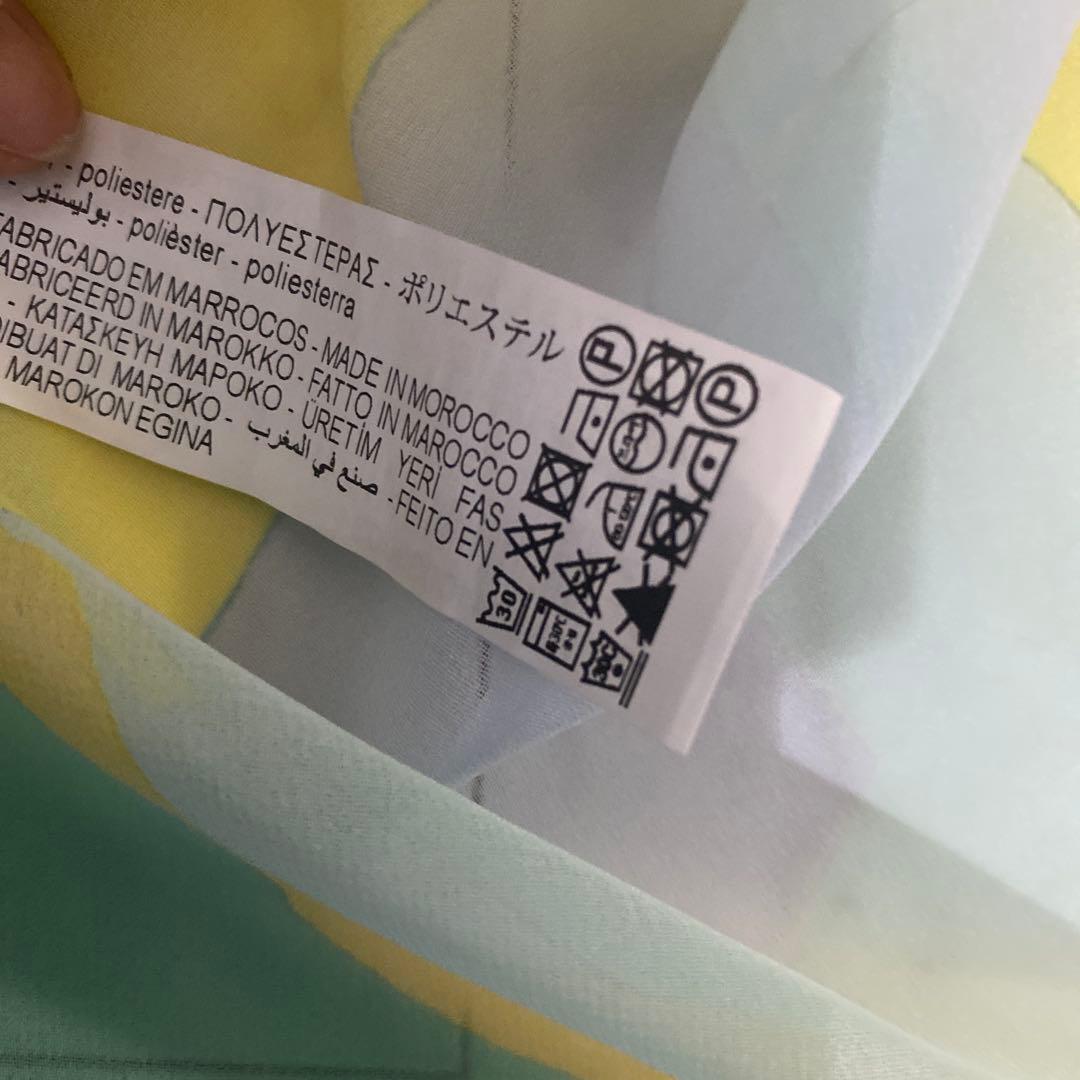 - poliestere - ΠΟΛΥΕΣΤΕΡΑΣ - ポリエステル
- بوليستير - polièster - poliesterra
FABRICADO EM MARROCOS - MADE IN MOROCCO
FABRICEERD IN MAROKKO - FATTO IN MAROCCO
- ΚΑΤΑΣΚΕΥΗ ΜΑΡΟΚΟ - ÜRETİM YERİ FAS
DIBUAT DI MAROKO - صنع في المغرب - FEITO EN
MAROKON EGINA
P P
30 30C 30C